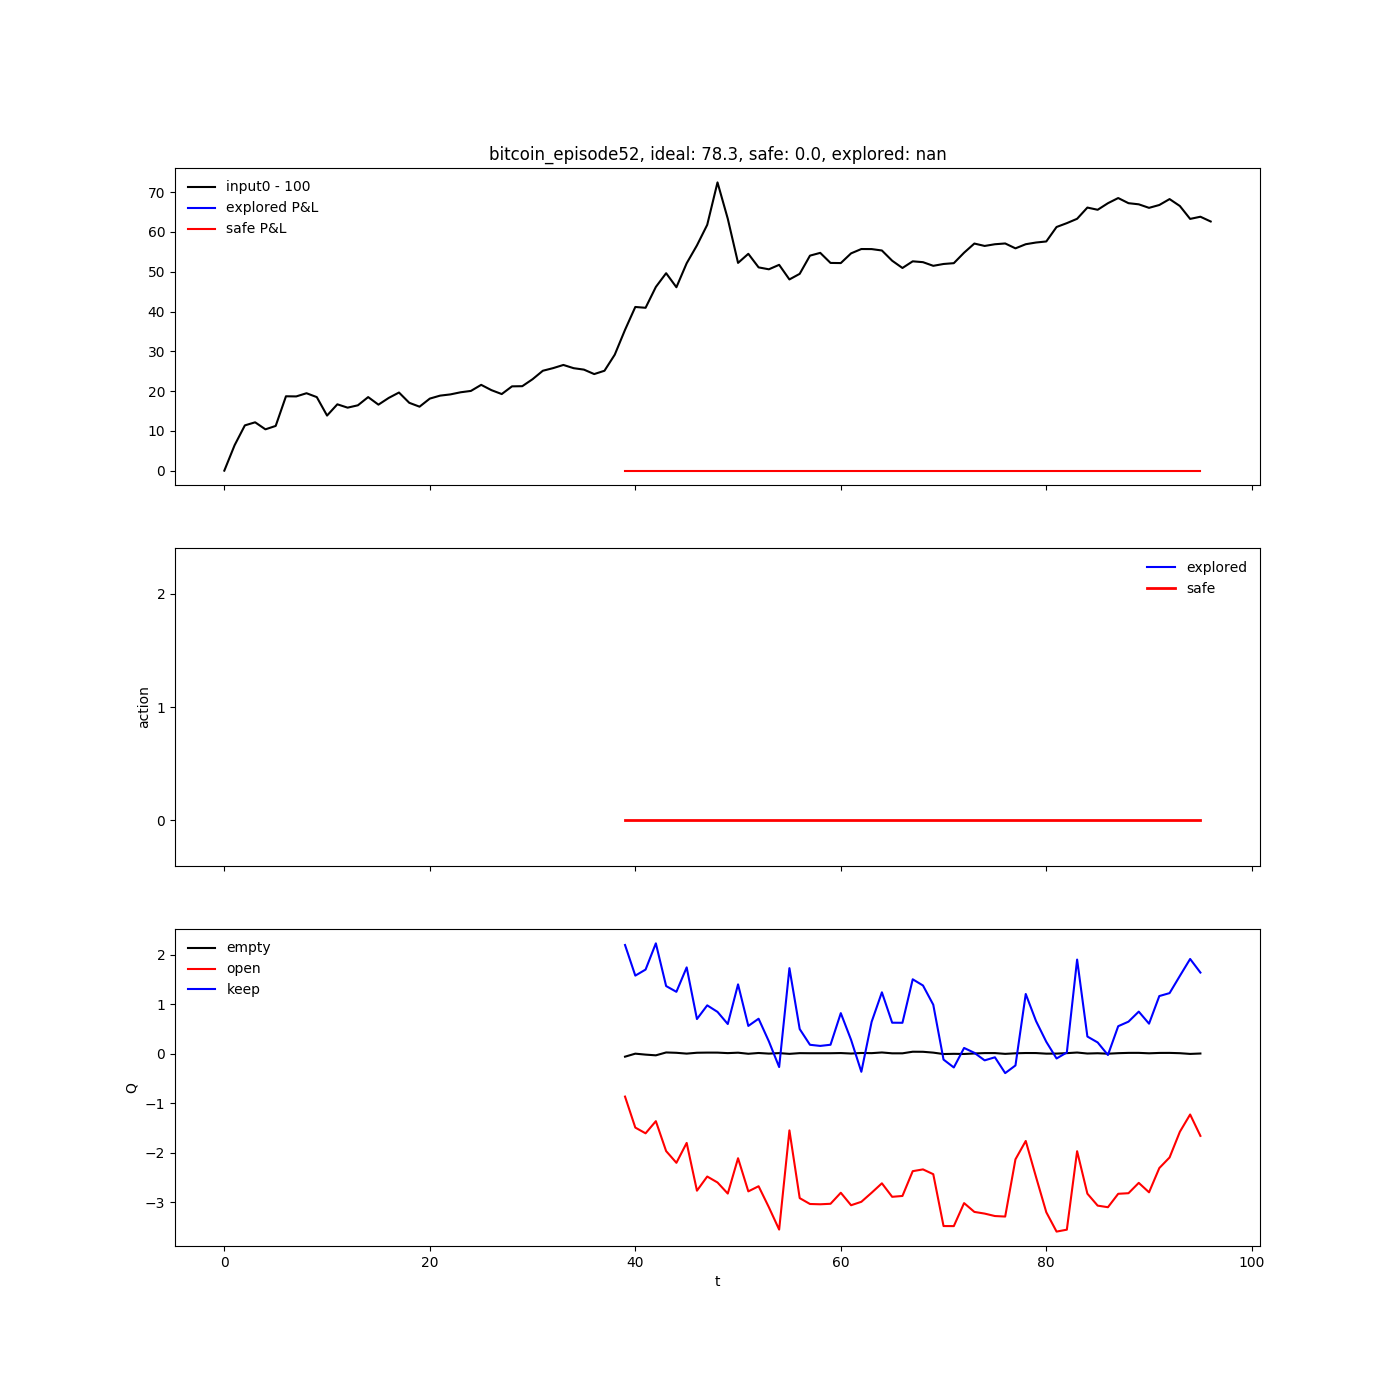 bitcoin_episode52, ideal: 78.3, safe: 0.0, explored: nan
input0 - 100
explored P&L
safe P&L
70
60
50
40
30
20
10
0
explored
safe
2
1
0
action
empty
open
keep
2
1
0
−1
−2
−3
Q
0 20 40 60 80 100
t